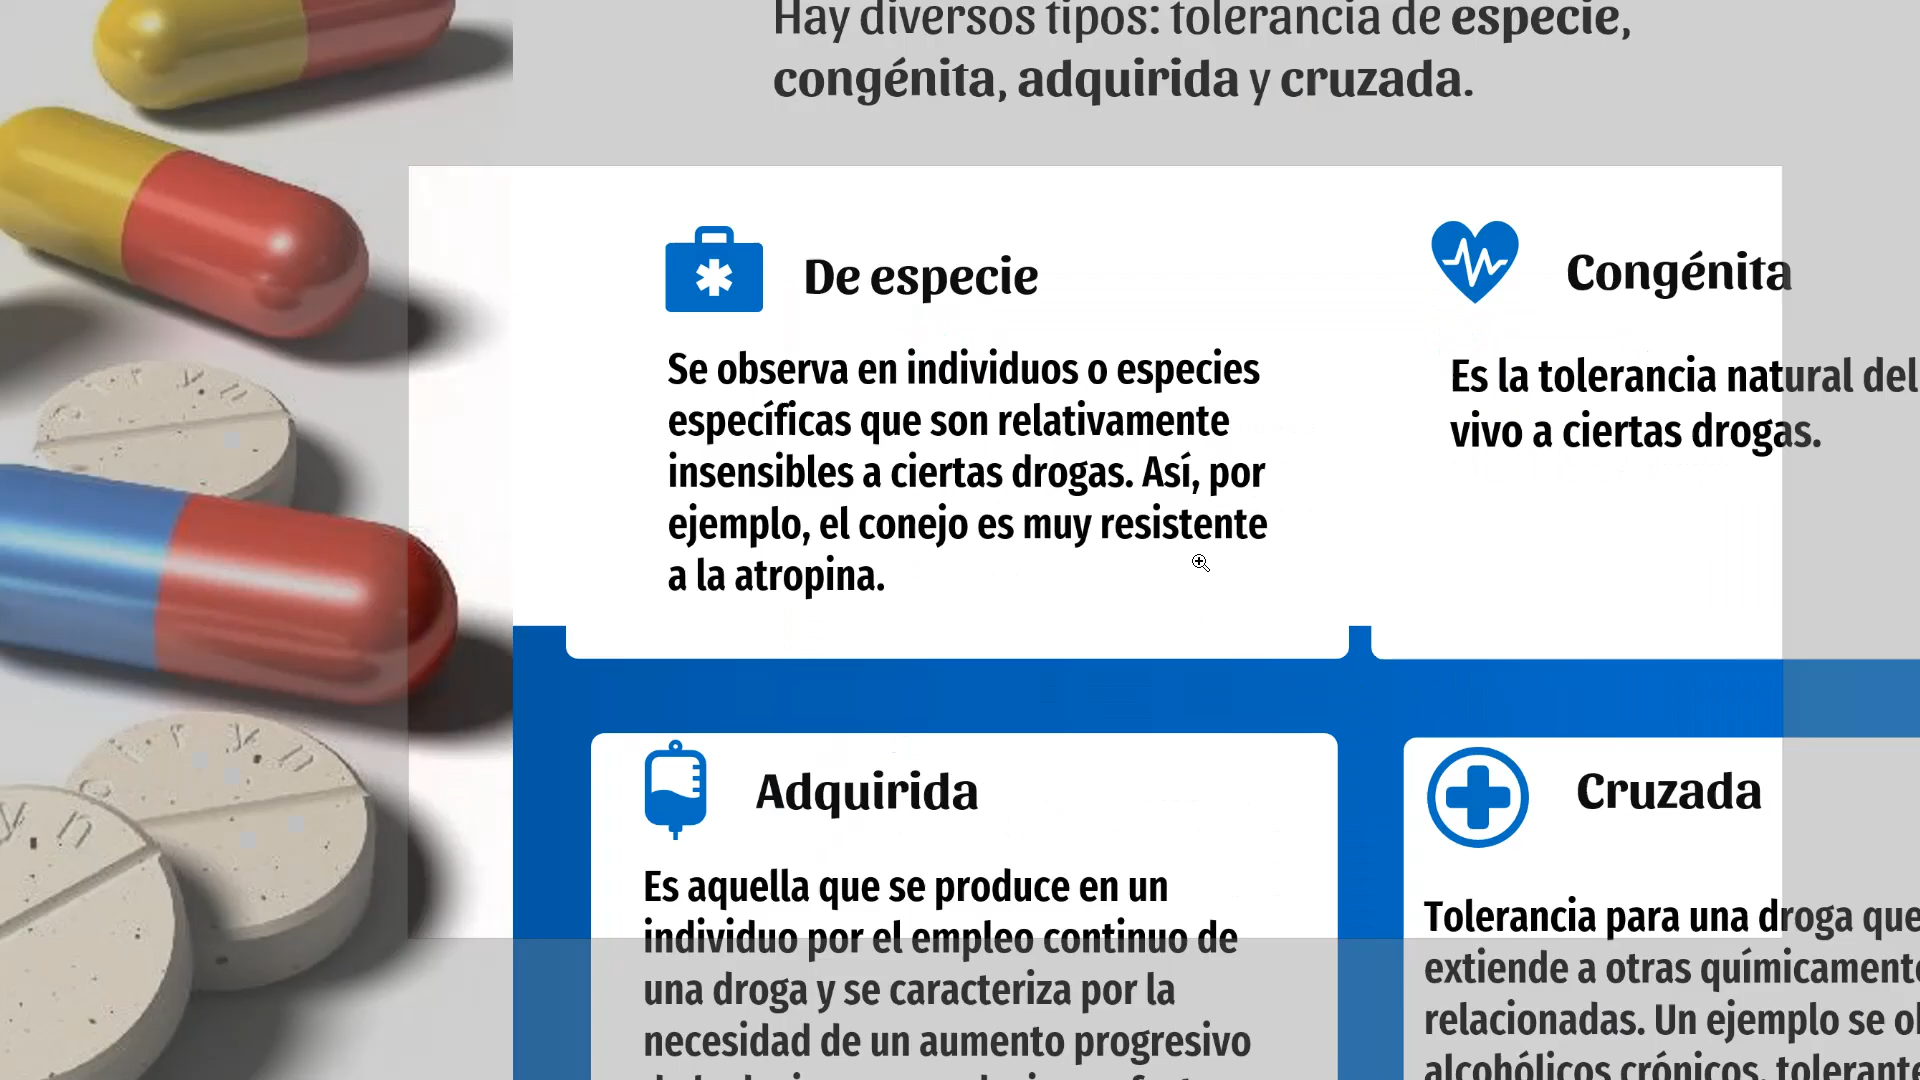 Hay diversos tipos: tolerancia de especie,
congénita, adquirida y cruzada.
De especie
Se observa en individuos o especies
específicas que son relativamente
insensibles a ciertas drogas. Así, por
ejemplo, el conejo es muy resistente
a la atropina.
Congénita
Es la tolerancia natural del
vivo a ciertas drogas.
Adquirida
Es aquella que se produce en un
individuo por el empleo continuo de
una droga y se caracteriza por la
necesidad de un aumento progresivo
Cruzada
Tolerancia para una droga que
extiende a otras químicamente
relacionadas. Un ejemplo se
alcohólicos crónicos, tolerante